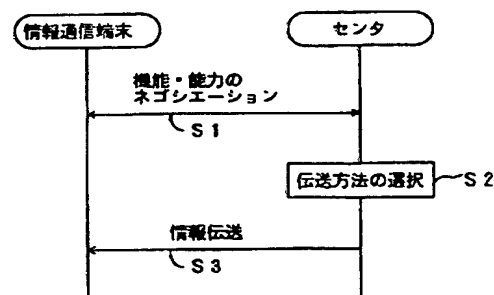 情報通信端末
センタ
機能・能力の
ネゴシエーション
S1
伝送方法の選択
S2
情報伝送
S3